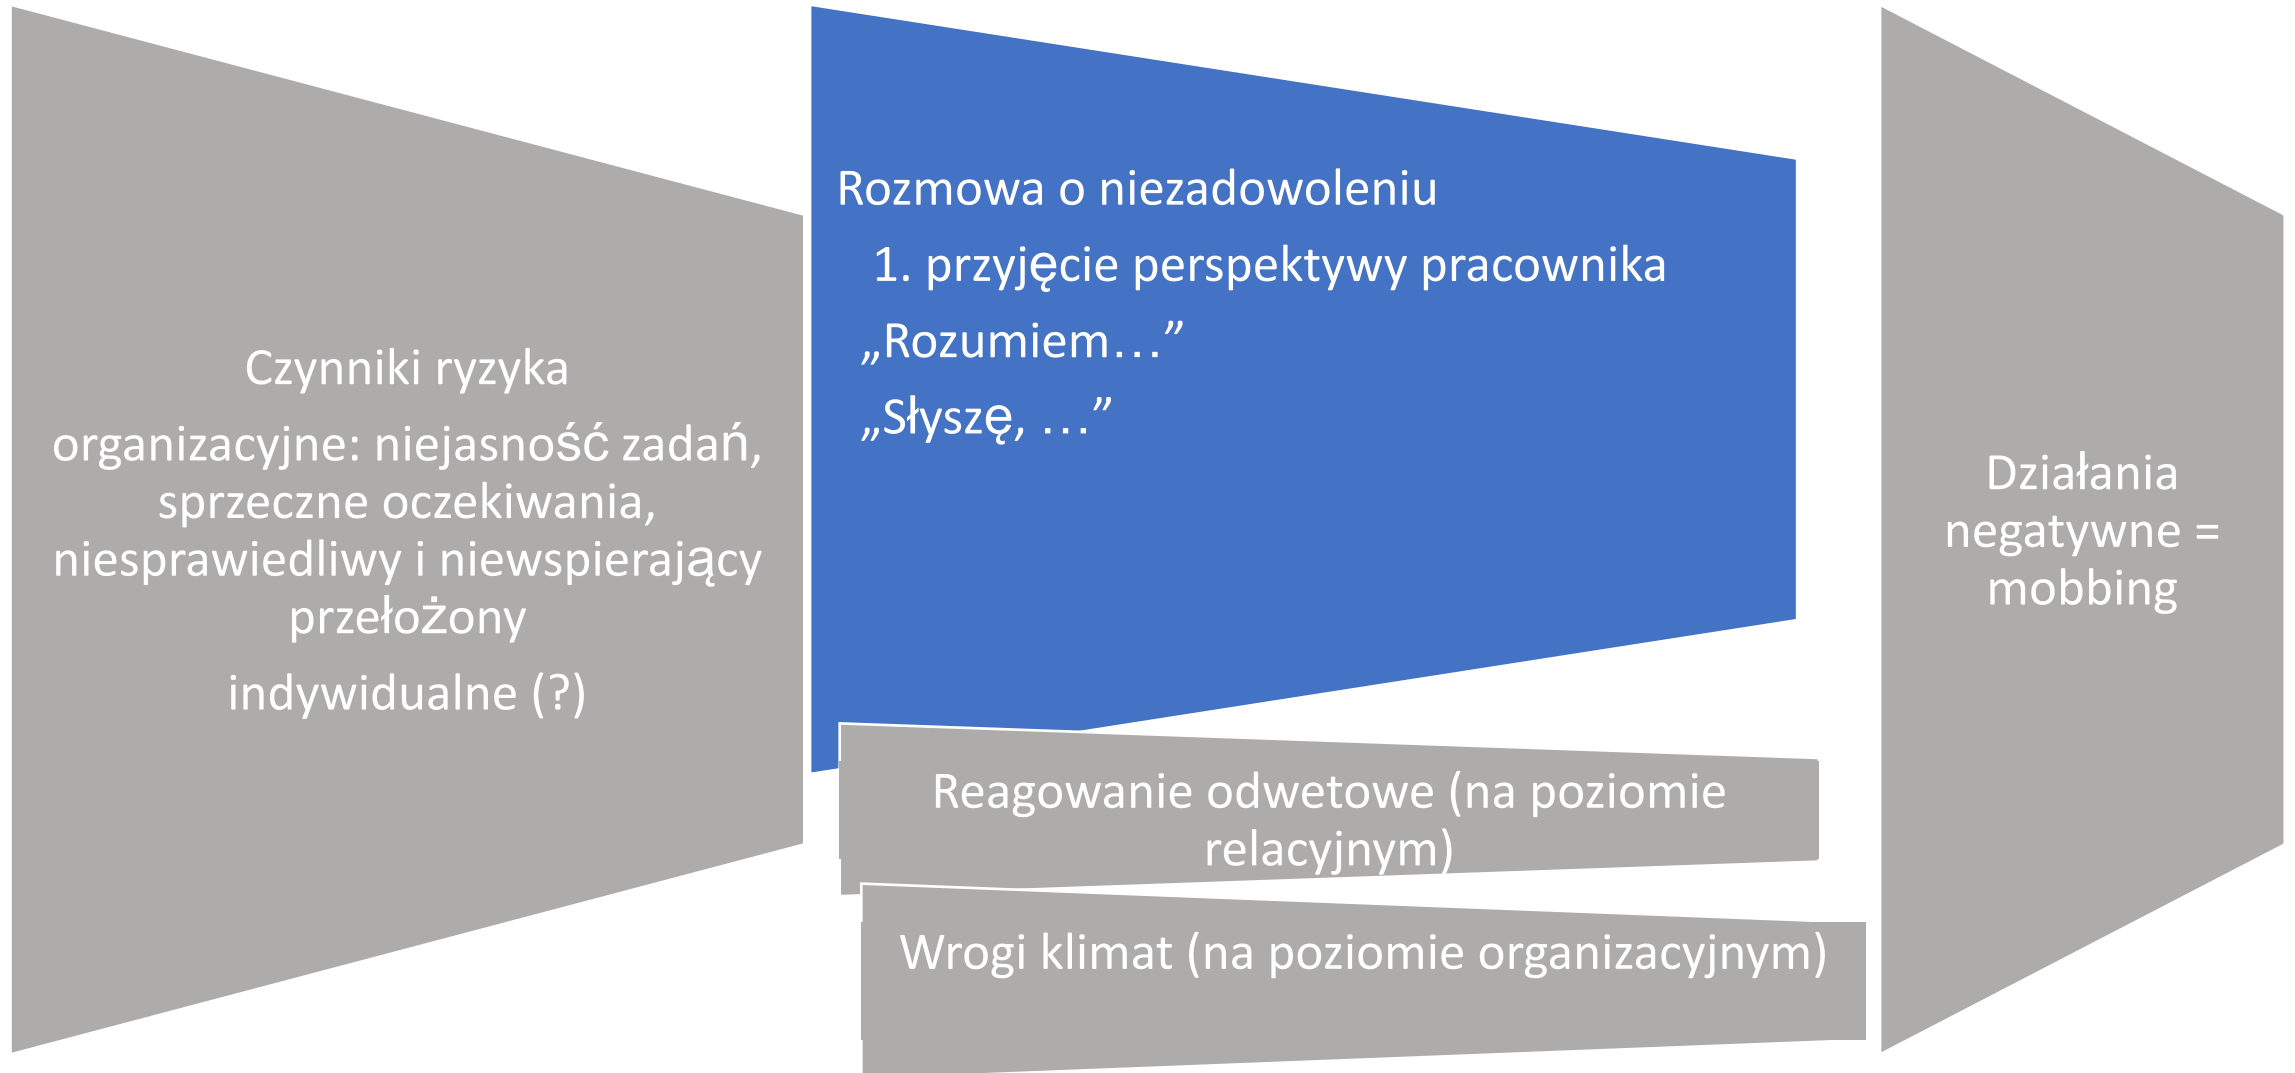 Czynniki ryzyka
organizacyjne: niejasność zadań,
sprzeczne oczekiwania,
niesprawiedliwy i niewspierający
przełożony
indywidualne (?)
Rozmowa o niezadowoleniu
1. przyjęcie perspektywy pracownika
„Rozumiem…”
„Słyszę, …”
Reagowanie odwetowe (na poziomie
relacyjnym)
Wrogi klimat (na poziomie organizacyjnym)
Działania
negatywne =
mobbing